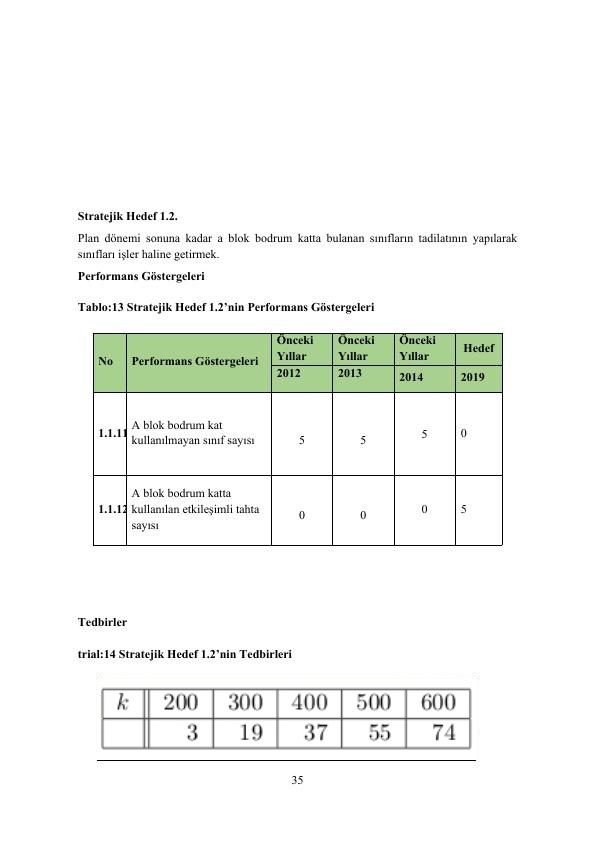 Stratejik Hedef 1.2.
Plan dönemi sonuna kadar a blok bodrum katta bulanan sınıfların tadilatının yapılarak
sınıfları işler haline getirmek.
Performans Göstergeleri
Tablo:13 Stratejik Hedef 1.2’nin Performans Göstergeleri
No Performans Göstergeleri Önceki Yıllar Önceki Yıllar Önceki Yıllar Hedef
2012 2013 2014 2019
1.1.11 A blok bodrum kat
kullanılmayan sınıf sayısı 5 5 5 0
A blok bodrum katta
1.1.12 kullanılan etkileşimli tahta 0 0 0 5
sayısı
Tedbirler
trial:14 Stratejik Hedef 1.2’nin Tedbirleri
k 200 300 400 500 600
3 19 37 55 74
35